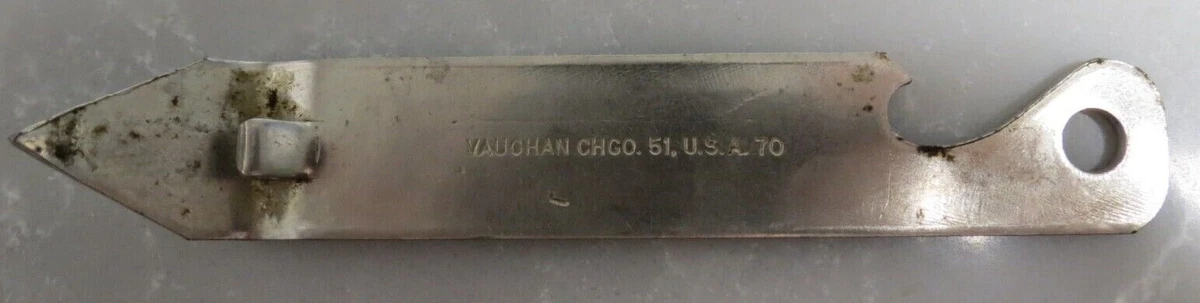 VAUGHAN CHGO. 51, U.S.A. 70